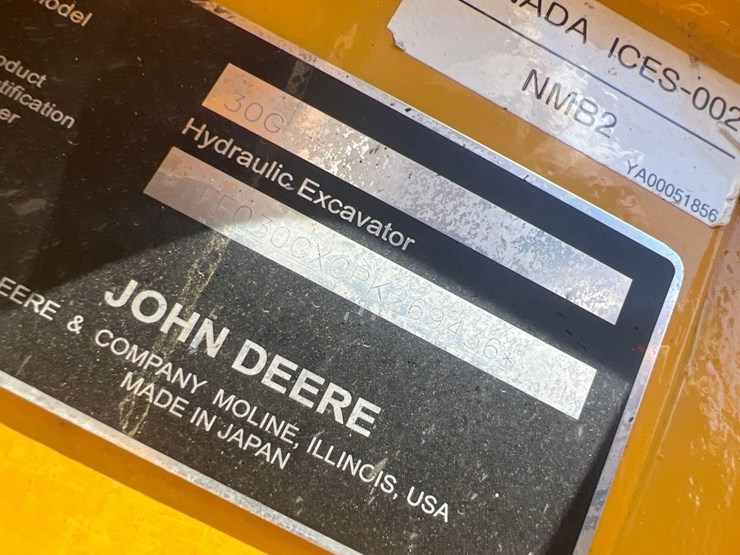 odel
NADA ICES-002
NMB2
YA00051856
30G
oduct
tification
er
Hydraulic Excavator
JOHN DEERE
EERE & COMPANY MOLINE, ILLINOIS, USA
MADE IN JAPAN